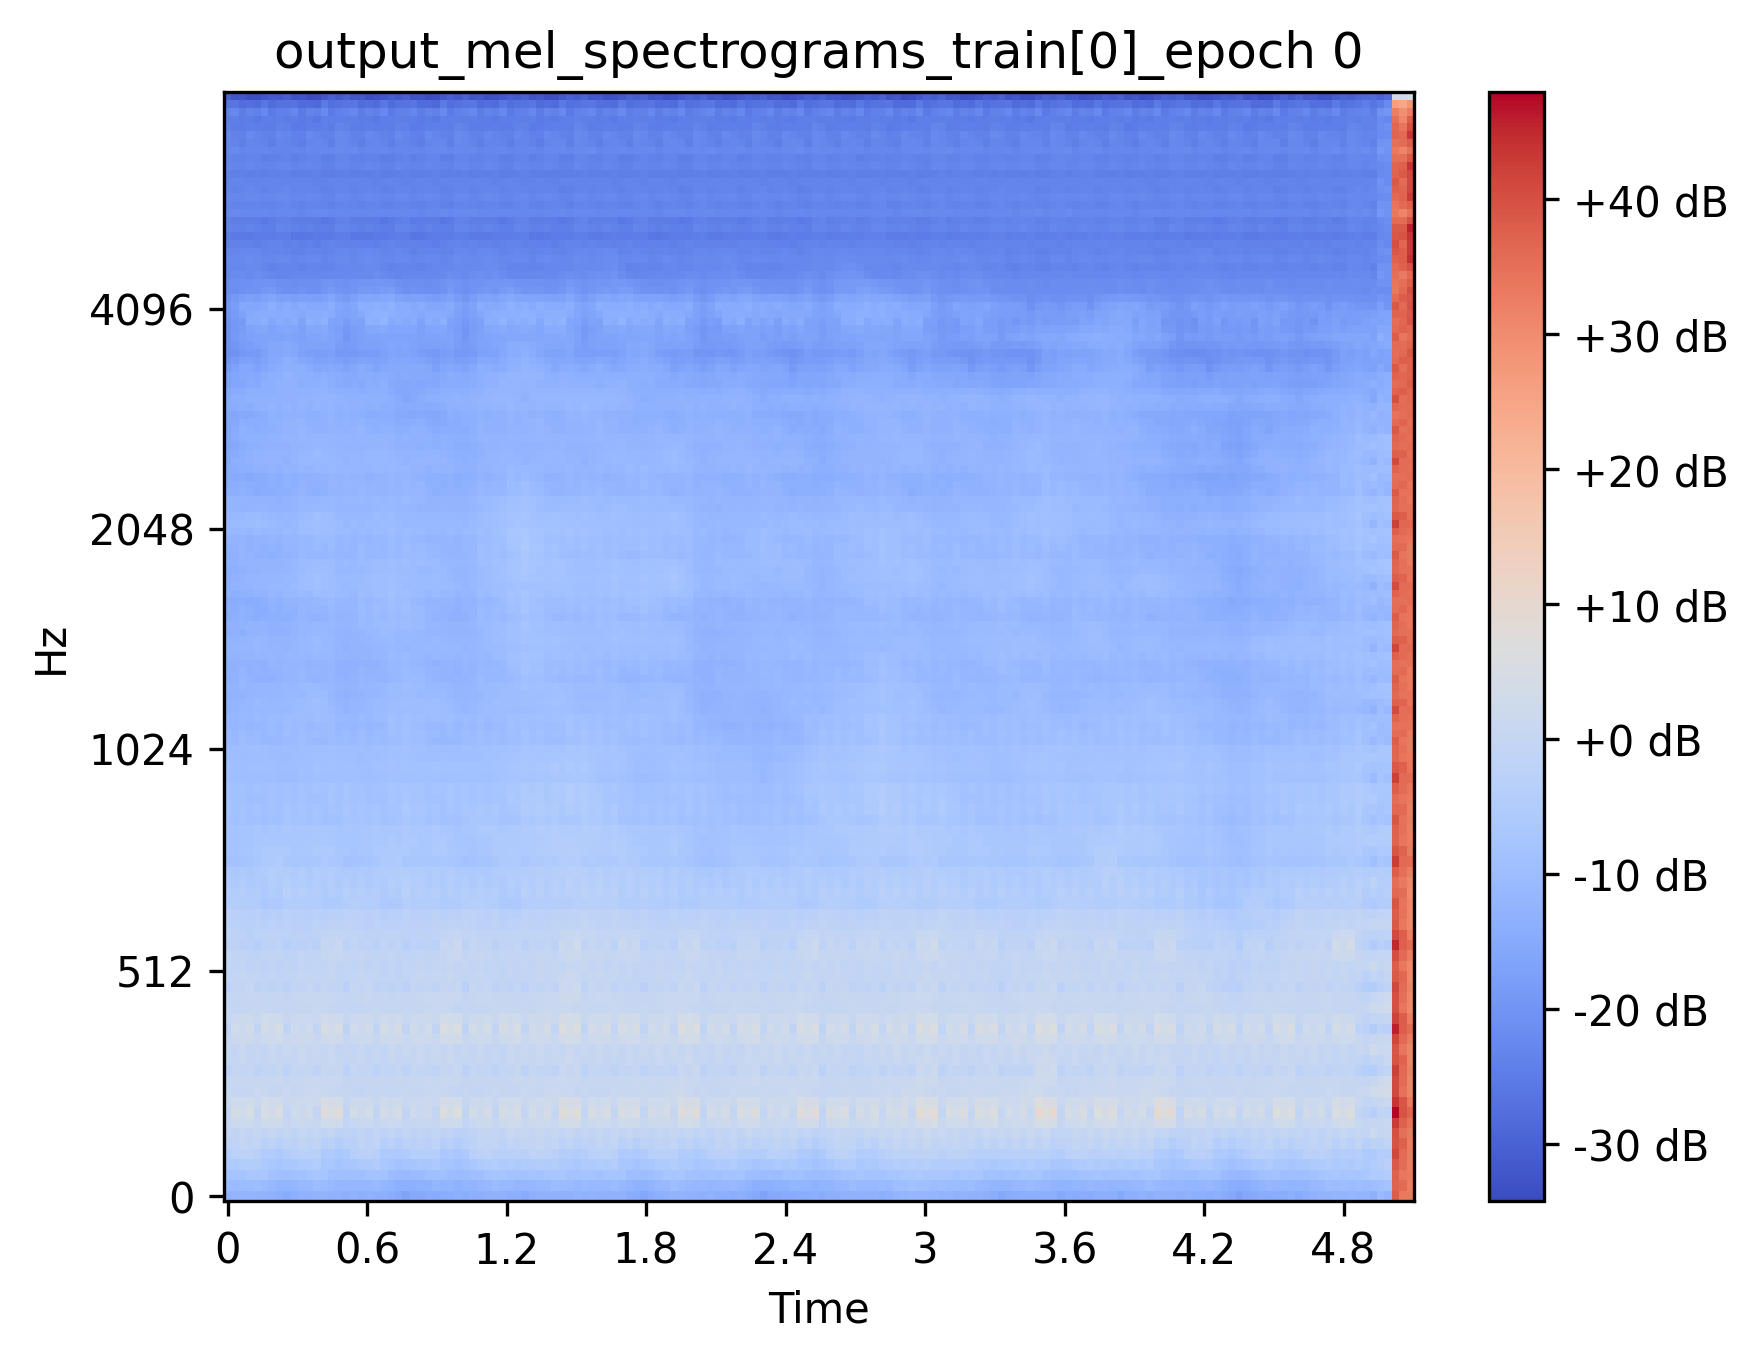 output_mel_spectrograms_train[0]_epoch 0
Hz
4096
2048
1024
512
0
0 0.6 1.2 1.8 2.4 3 3.6 4.2 4.8
Time
+40 dB
+30 dB
+20 dB
+10 dB
+0 dB
-10 dB
-20 dB
-30 dB